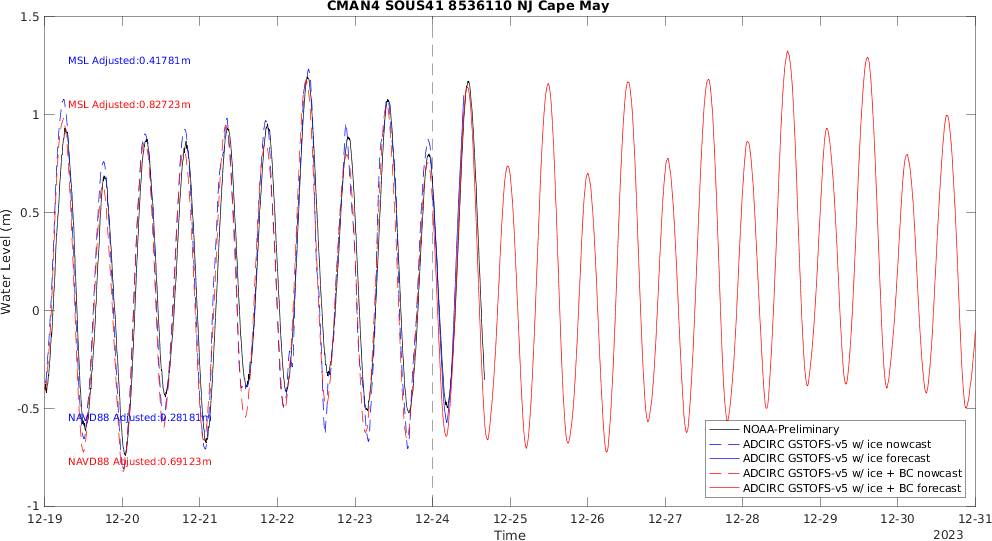 CMAN4 SOUS41 8536110 NJ Cape May
1.5
1
0.5
0
-0.5
-1
Water Level (m)
MSL Adjusted:0.41781m
MSL Adjusted:0.82723m
NAVD88 Adjusted:0.28181m
NAVD88 Adjusted:0.69123m
NOAA-Preliminary
ADCIRC GSTOFS-v5 w/ ice nowcast
ADCIRC GSTOFS-v5 w/ ice forecast
ADCIRC GSTOFS-v5 w/ ice + BC nowcast
ADCIRC GSTOFS-v5 w/ ice + BC forecast
12-19 12-20 12-21 12-22 12-23 12-24 12-25 12-26 12-27 12-28 12-29 12-30 12-31
Time
2023